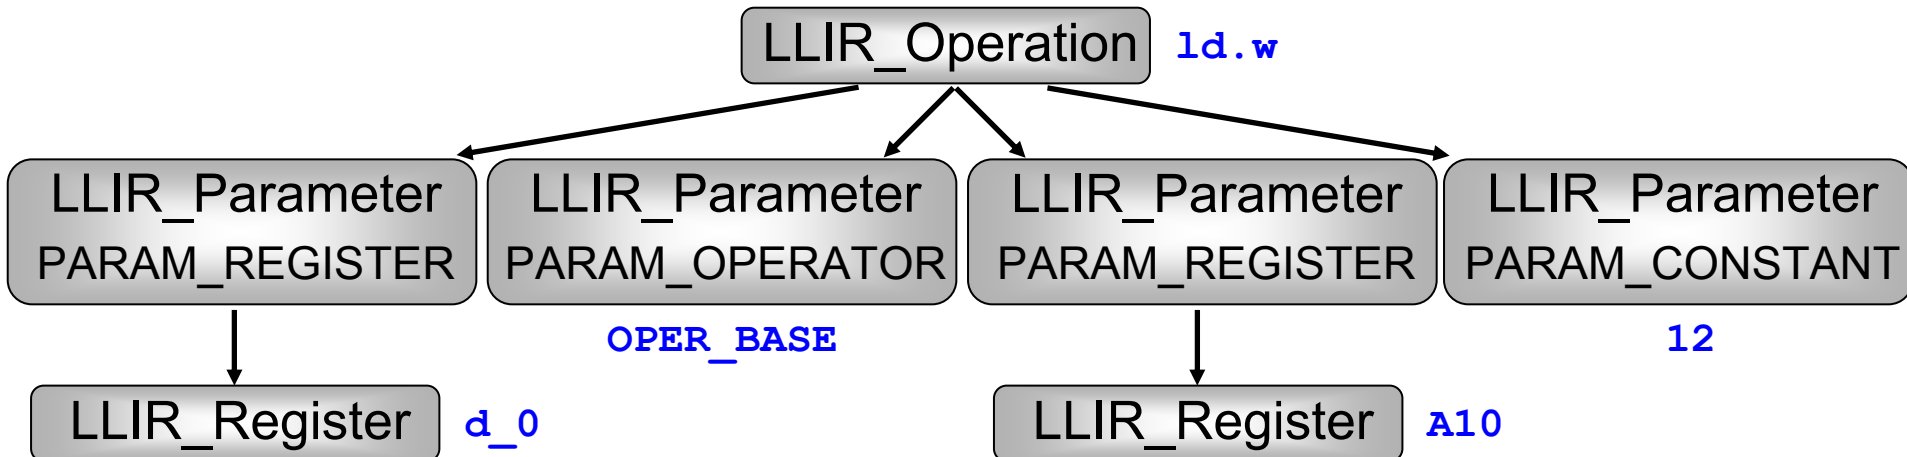 LLIR_Operation ld.w
LLIR_Parameter LLIR_Parameter LLIR_Parameter LLIR_Parameter
PARAM_REGISTER PARAM_OPERATOR PARAM_REGISTER PARAM_CONSTANT
OPER_BASE 12
LLIR_Register d_0 LLIR_Register A10